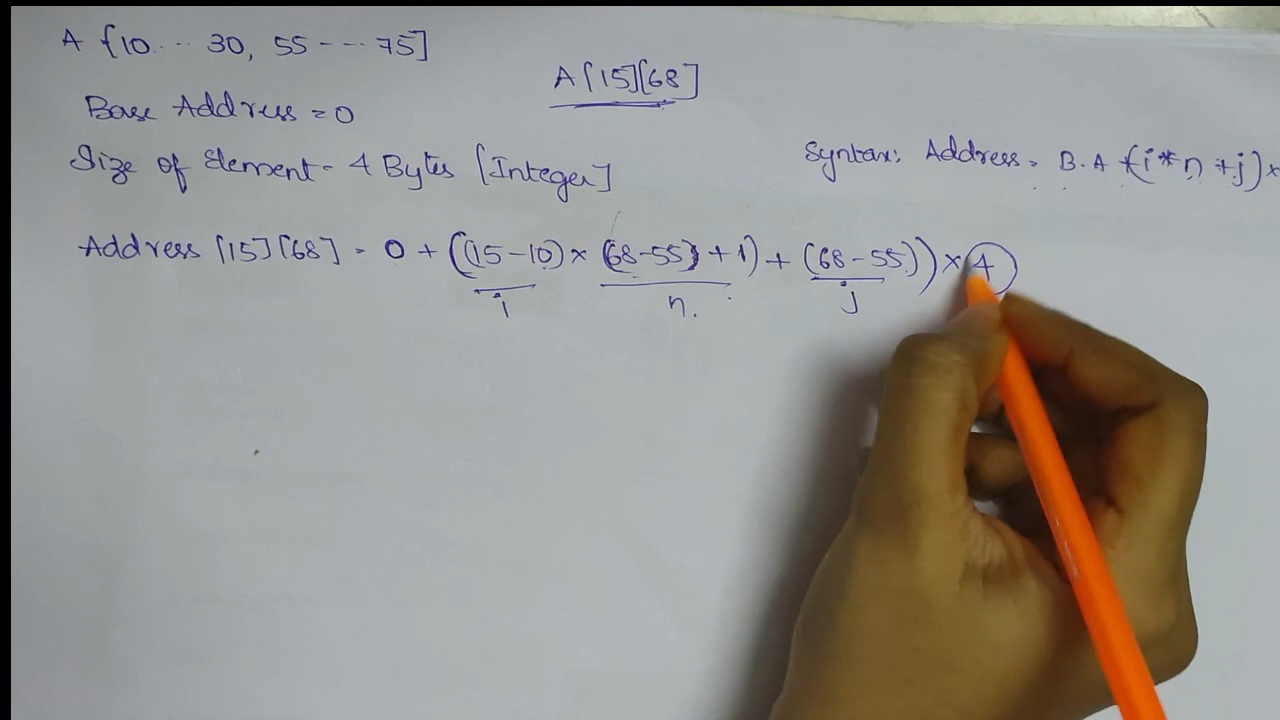 A [10 ... 30, 55 --- 75]
A[15][68]
Base Address = 0
Size of Element - 4 Bytes [Integer]
Syntax: Address = B.A + (i * n + j) ×
Address [15][68] = 0 + ((15-10) × (68-55) + 1) + (68-55)) × 4
i n. j